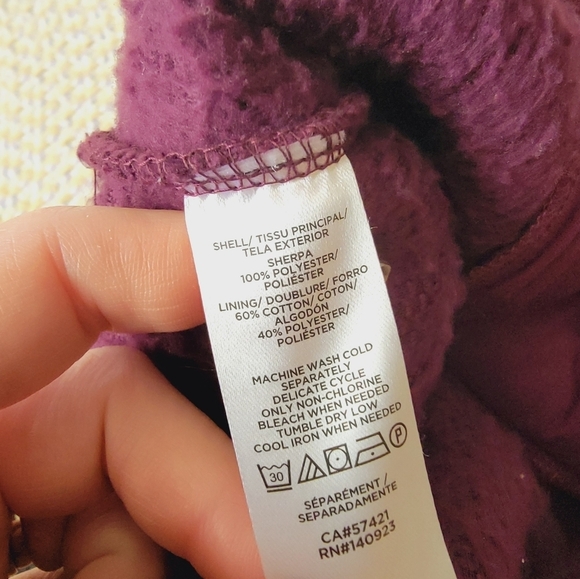 SHELL/ TISSU PRINCIPAL/
TELA EXTERIOR
SHERPA
100% POLYESTER/
POLIÉSTER
LINING/ DOUBLURE/ FORRO
60% COTTON/ COTON/
ALGODÓN
40% POLYESTER/
POLIÉSTER
MACHINE WASH COLD
SEPARATELY
DELICATE CYCLE
ONLY NON-CHLORINE
BLEACH WHEN NEEDED
TUMBLE DRY LOW
COOL IRON WHEN NEEDED
30 P
SÉPARÉMENT/
SEPARADAMENTE
CA#57421
RN#140923